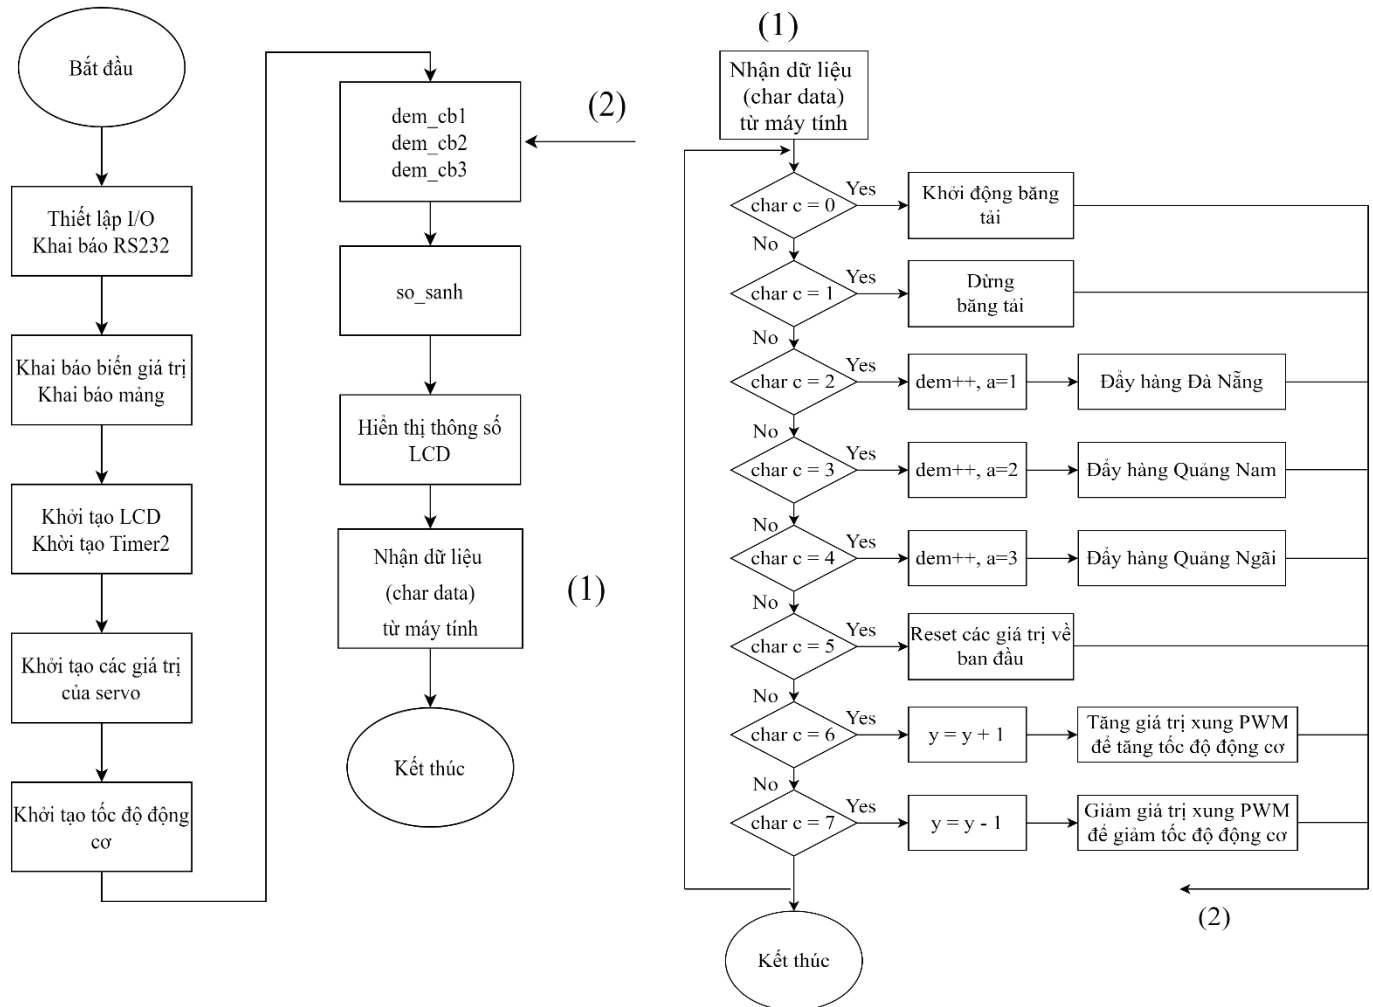 Bắt đầu
Thiết lập I/O
Khai báo RS232
Khai báo biến giá trị
Khai báo mảng
Khởi tạo LCD
Khời tạo Timer2
Khởi tạo các giá trị
của servo
Khởi tạo tốc độ động
cơ
dem_cb1
dem_cb2
dem_cb3
(2)
so_sanh
Hiển thị thông số
LCD
Nhận dữ liệu
(char data)
từ máy tính
(1)
Kết thúc
(1)
Nhận dữ liệu
(char data)
từ máy tính
char c = 0
Yes
Khởi động băng
tải
No
char c = 1
Yes
Dừng
băng tải
No
char c = 2
Yes
dem++, a=1
Đẩy hàng Đà Nẵng
No
char c = 3
Yes
dem++, a=2
Đẩy hàng Quảng Nam
No
char c = 4
Yes
dem++, a=3
Đẩy hàng Quảng Ngãi
No
char c = 5
Yes
Reset các giá trị về
ban đầu
No
char c = 6
Yes
y = y + 1
Tăng giá trị xung PWM
để tăng tốc độ động cơ
No
char c = 7
Yes
y = y - 1
Giảm giá trị xung PWM
để giảm tốc độ động cơ
(2)
Kết thúc